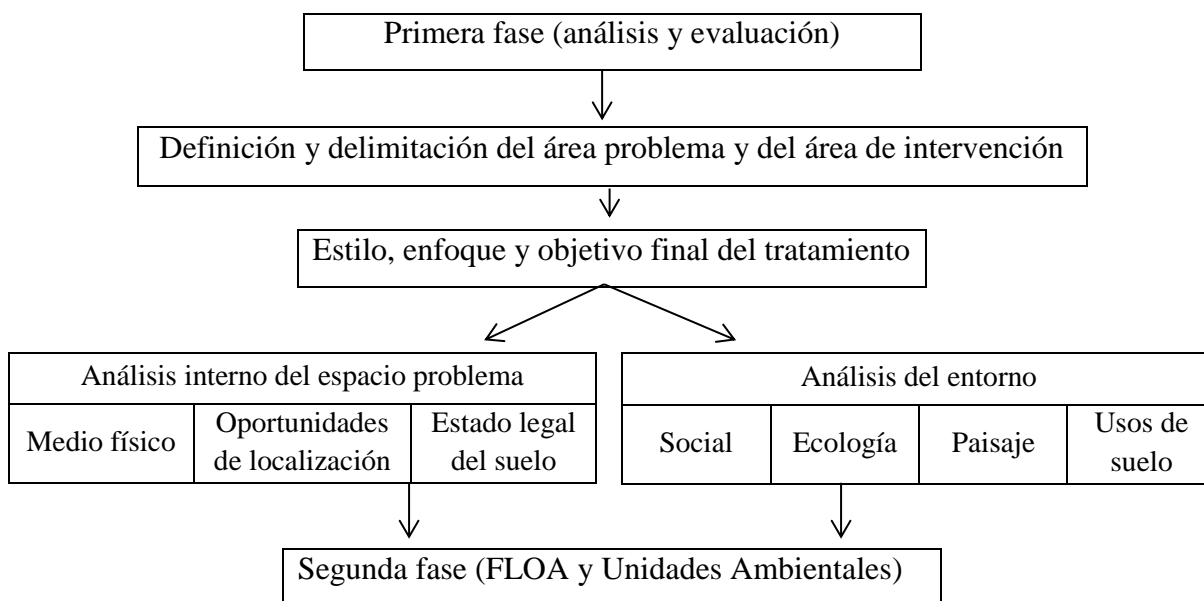 Primera fase (análisis y evaluación)
Definición y delimitación del área problema y del área de intervención
Estilo, enfoque y objetivo final del tratamiento
Análisis interno del espacio problema
Medio físico
Oportunidades
de localización
Estado legal
del suelo
Análisis del entorno
Social
Ecología
Paisaje
Usos de
suelo
Segunda fase (FLOA y Unidades Ambientales)